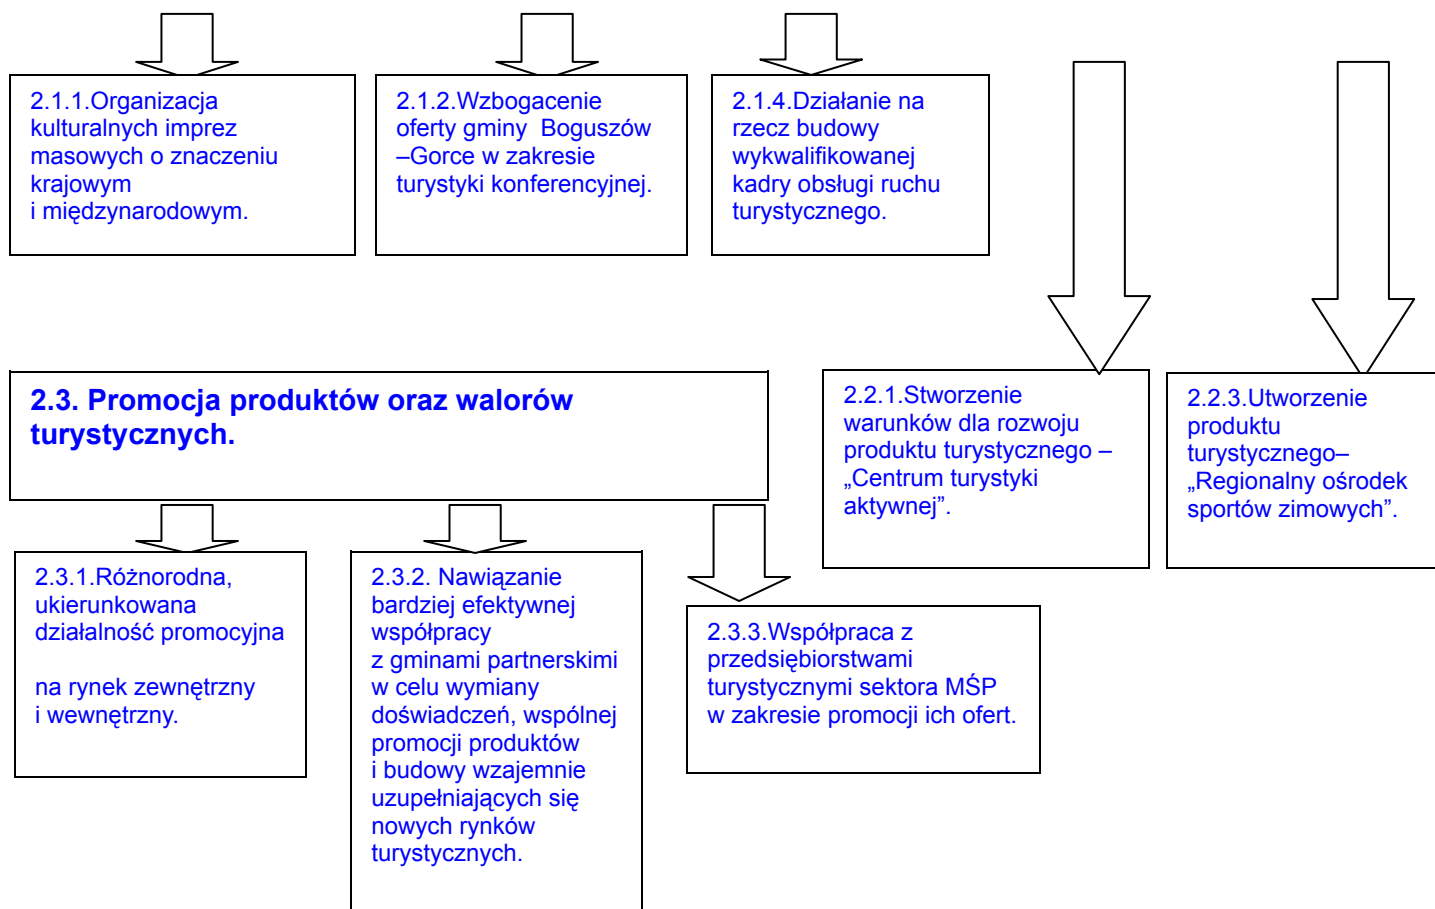 2.1.1.Organizacja
kulturalnych imprez
masowych o znaczeniu
krajowym
i międzynarodowym.
2.1.2.Wzbogacenie
oferty gminy  Boguszów
–Gorce w zakresie
turystyki konferencyjnej.
2.1.4.Działanie na
rzecz budowy
wykwalifikowanej
kadry obsługi ruchu
turystycznego.
2.3. Promocja produktów oraz walorów
turystycznych.
2.2.1.Stworzenie
warunków dla rozwoju
produktu turystycznego –
„Centrum turystyki
aktywnej”.
2.2.3.Utworzenie
produktu
turystycznego–
„Regionalny ośrodek
sportów zimowych”.
2.3.1.Różnorodna,
ukierunkowana
działalność promocyjna
na rynek zewnętrzny
i wewnętrzny.
2.3.2. Nawiązanie
bardziej efektywnej
współpracy
z gminami partnerskimi
w celu wymiany
doświadczeń, wspólnej
promocji produktów
i budowy wzajemnie
uzupełniających się
nowych rynków
turystycznych.
2.3.3.Współpraca z
przedsiębiorstwami
turystycznymi sektora MŚP
w zakresie promocji ich ofert.